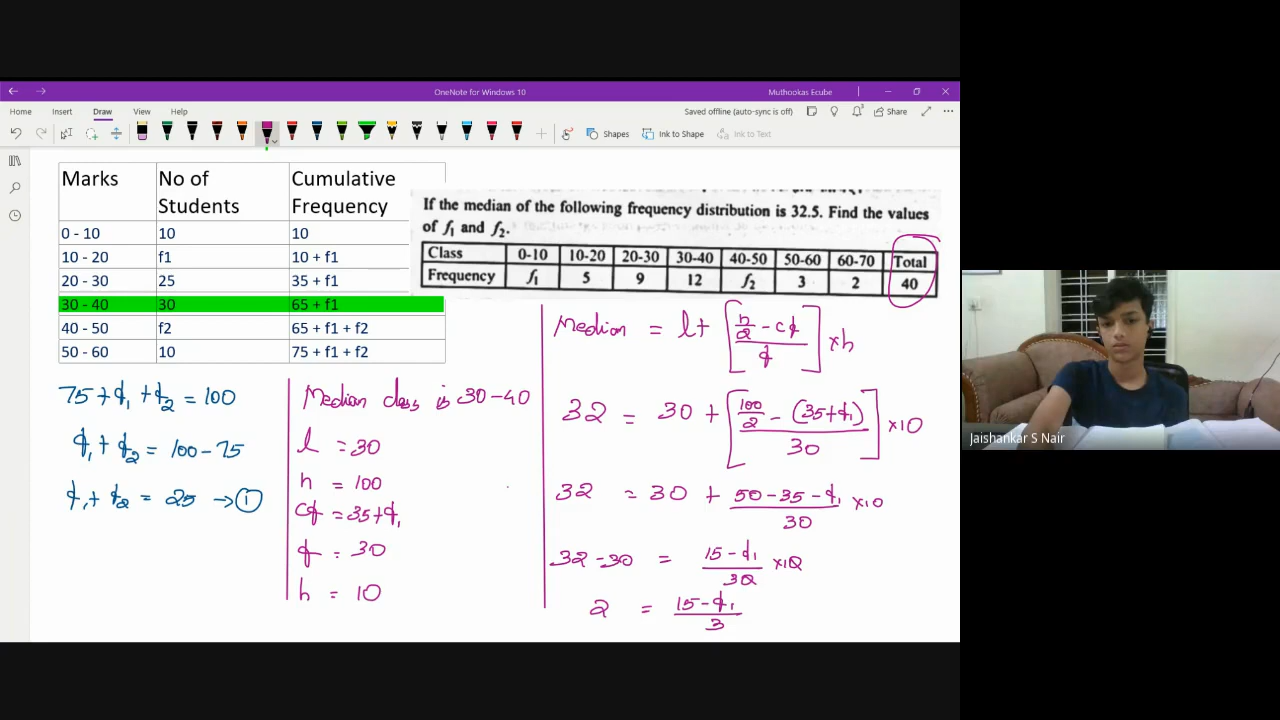 OneNote for Windows 10
Muthookas Ecube
Home Insert Draw View Help
Saved offline (auto-sync is off)
Share
Shapes
Ink to Shape
Ink to Text
Marks No of Students Cumulative Frequency
0 - 10 10 10
10 - 20 f1 10 + f1
20 - 30 25 35 + f1
30 - 40 30 65 + f1
40 - 50 f2 65 + f1 + f2
50 - 60 10 75 + f1 + f2
If the median of the following frequency distribution is 32.5. Find the values
of f₁ and f₂.
Class 0-10 10-20 20-30 30-40 40-50 50-60 60-70 Total
Frequency f₁ 5 9 12 f₂ 3 2 40
75 + f₁ + f₂ = 100
f₁ + f₂ = 100 - 75
f₁ + f₂ = 25 → ①
Median class is 30-40
l = 30
n = 100
cf = 35 + f₁
f = 30
h = 10
Median = l + [(n/2 - cf)/f] × h
32 = 30 + [(100/2 - (35 + f₁))/30] × 10
32 = 30 + (50 - 35 - f₁)/30 × 10
32 - 30 = (15 - f₁)/30 × 10
2 = (15 - f₁)/3
Jaishankar S Nair